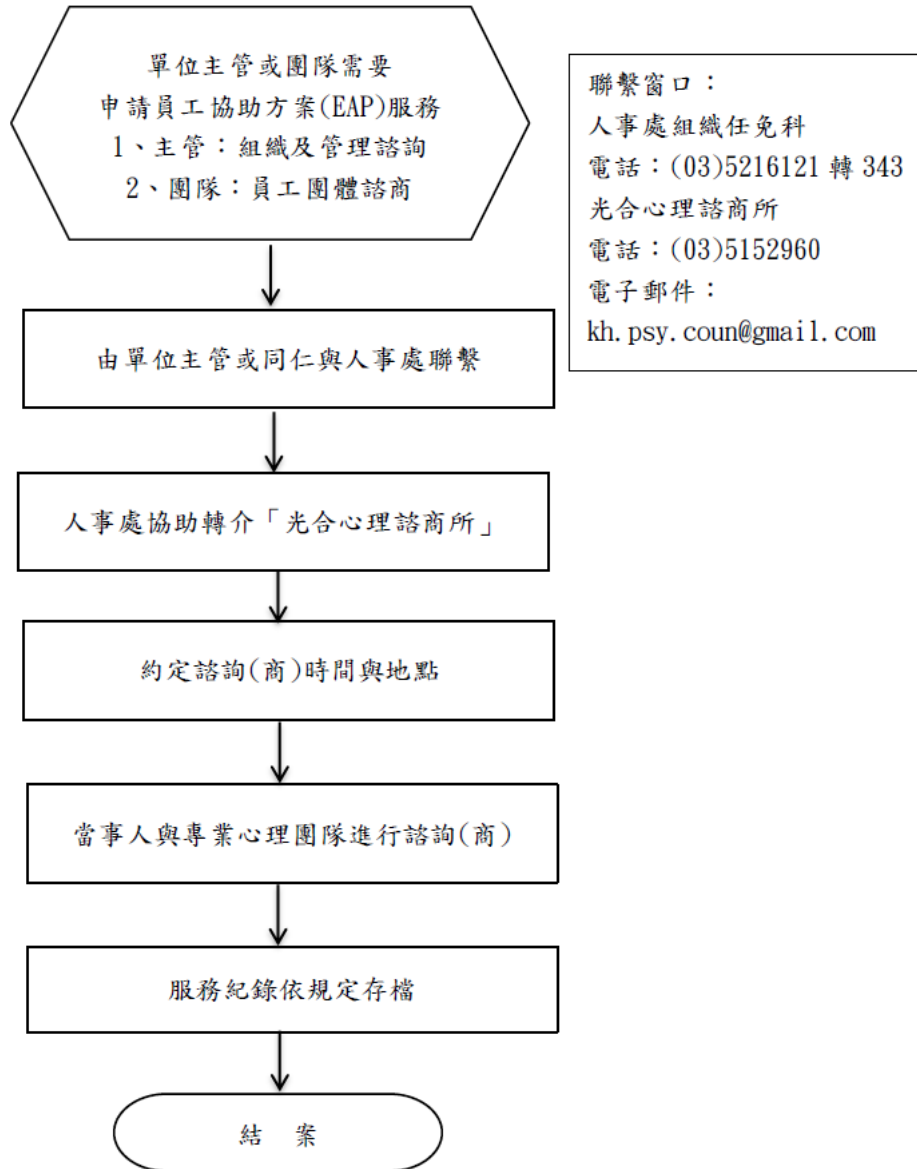 單位主管或團隊需要
申請員工協助方案(EAP)服務
1、主管：組織及管理諮詢
2、團隊：員工團體諮商
聯繫窗口：
人事處組織任免科
電話：(03)5216121 轉 343
光合心理諮商所
電話：(03)5152960
電子郵件：
kh.psy.coun@gmail.com
由單位主管或同仁與人事處聯繫
人事處協助轉介「光合心理諮商所」
約定諮詢(商)時間與地點
當事人與專業心理團隊進行諮詢(商)
服務紀錄依規定存檔
結 案